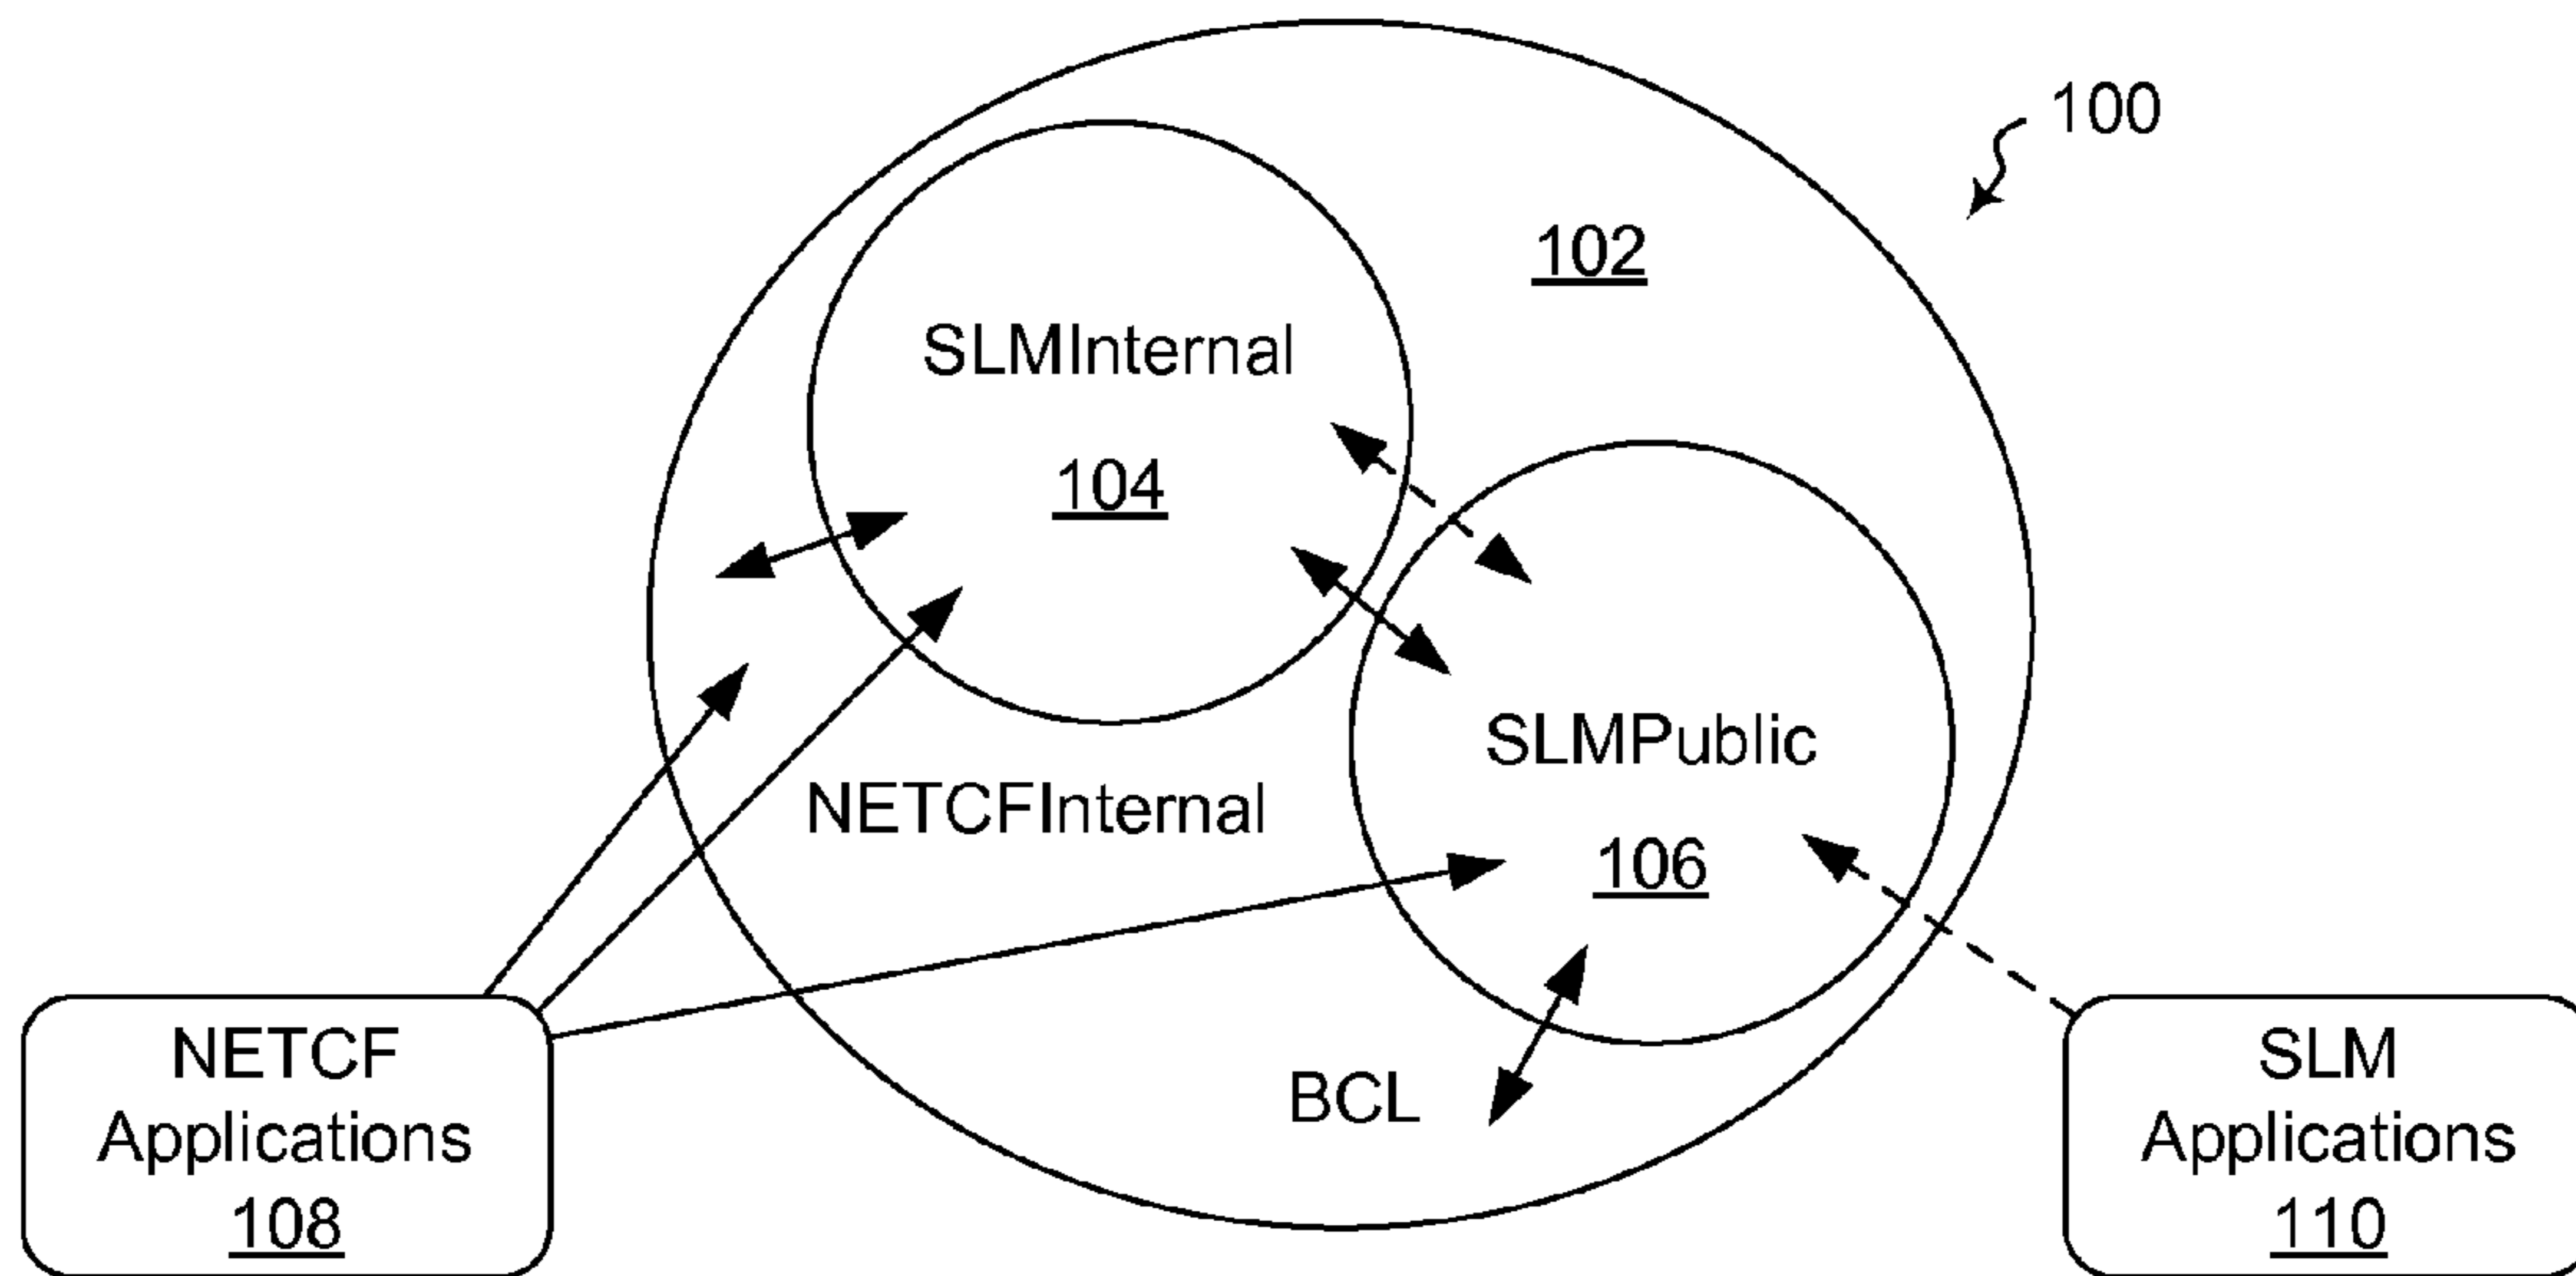 100
102
SLMInternal
104
SLMPublic
NETCFInternal
106
BCL
NETCF
Applications
108
SLM
Applications
110